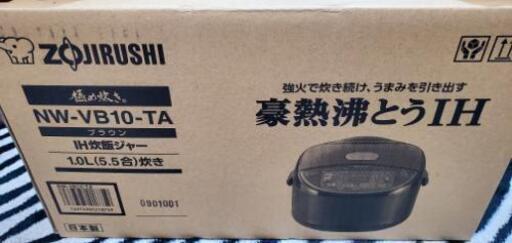 ZOJIRUSHI
極め炊き®
NW-VB10-TA
ブラウン
IH炊飯ジャー
1.0L(5.5合)炊き
0901001
日本製
強火で炊き続け、うまみを引き出す
豪熱沸とうIH